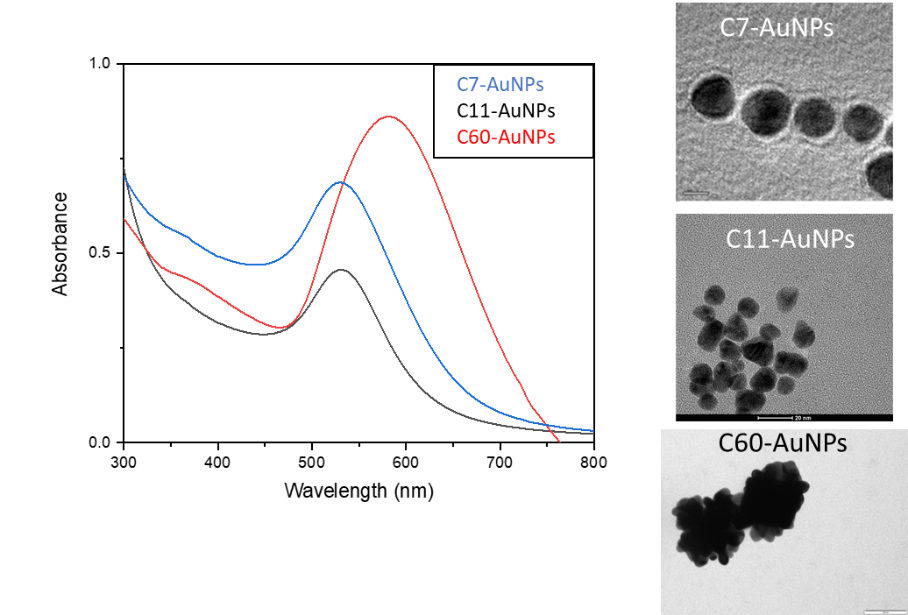 C7-AuNPs
1.0
C7-AuNPs
C11-AuNPs
C60-AuNPs
C11-AuNPs
Absorbance
0.5
20 nm
C60-AuNPs
0.0
300
400
500
600
700
800
Wavelength (nm)